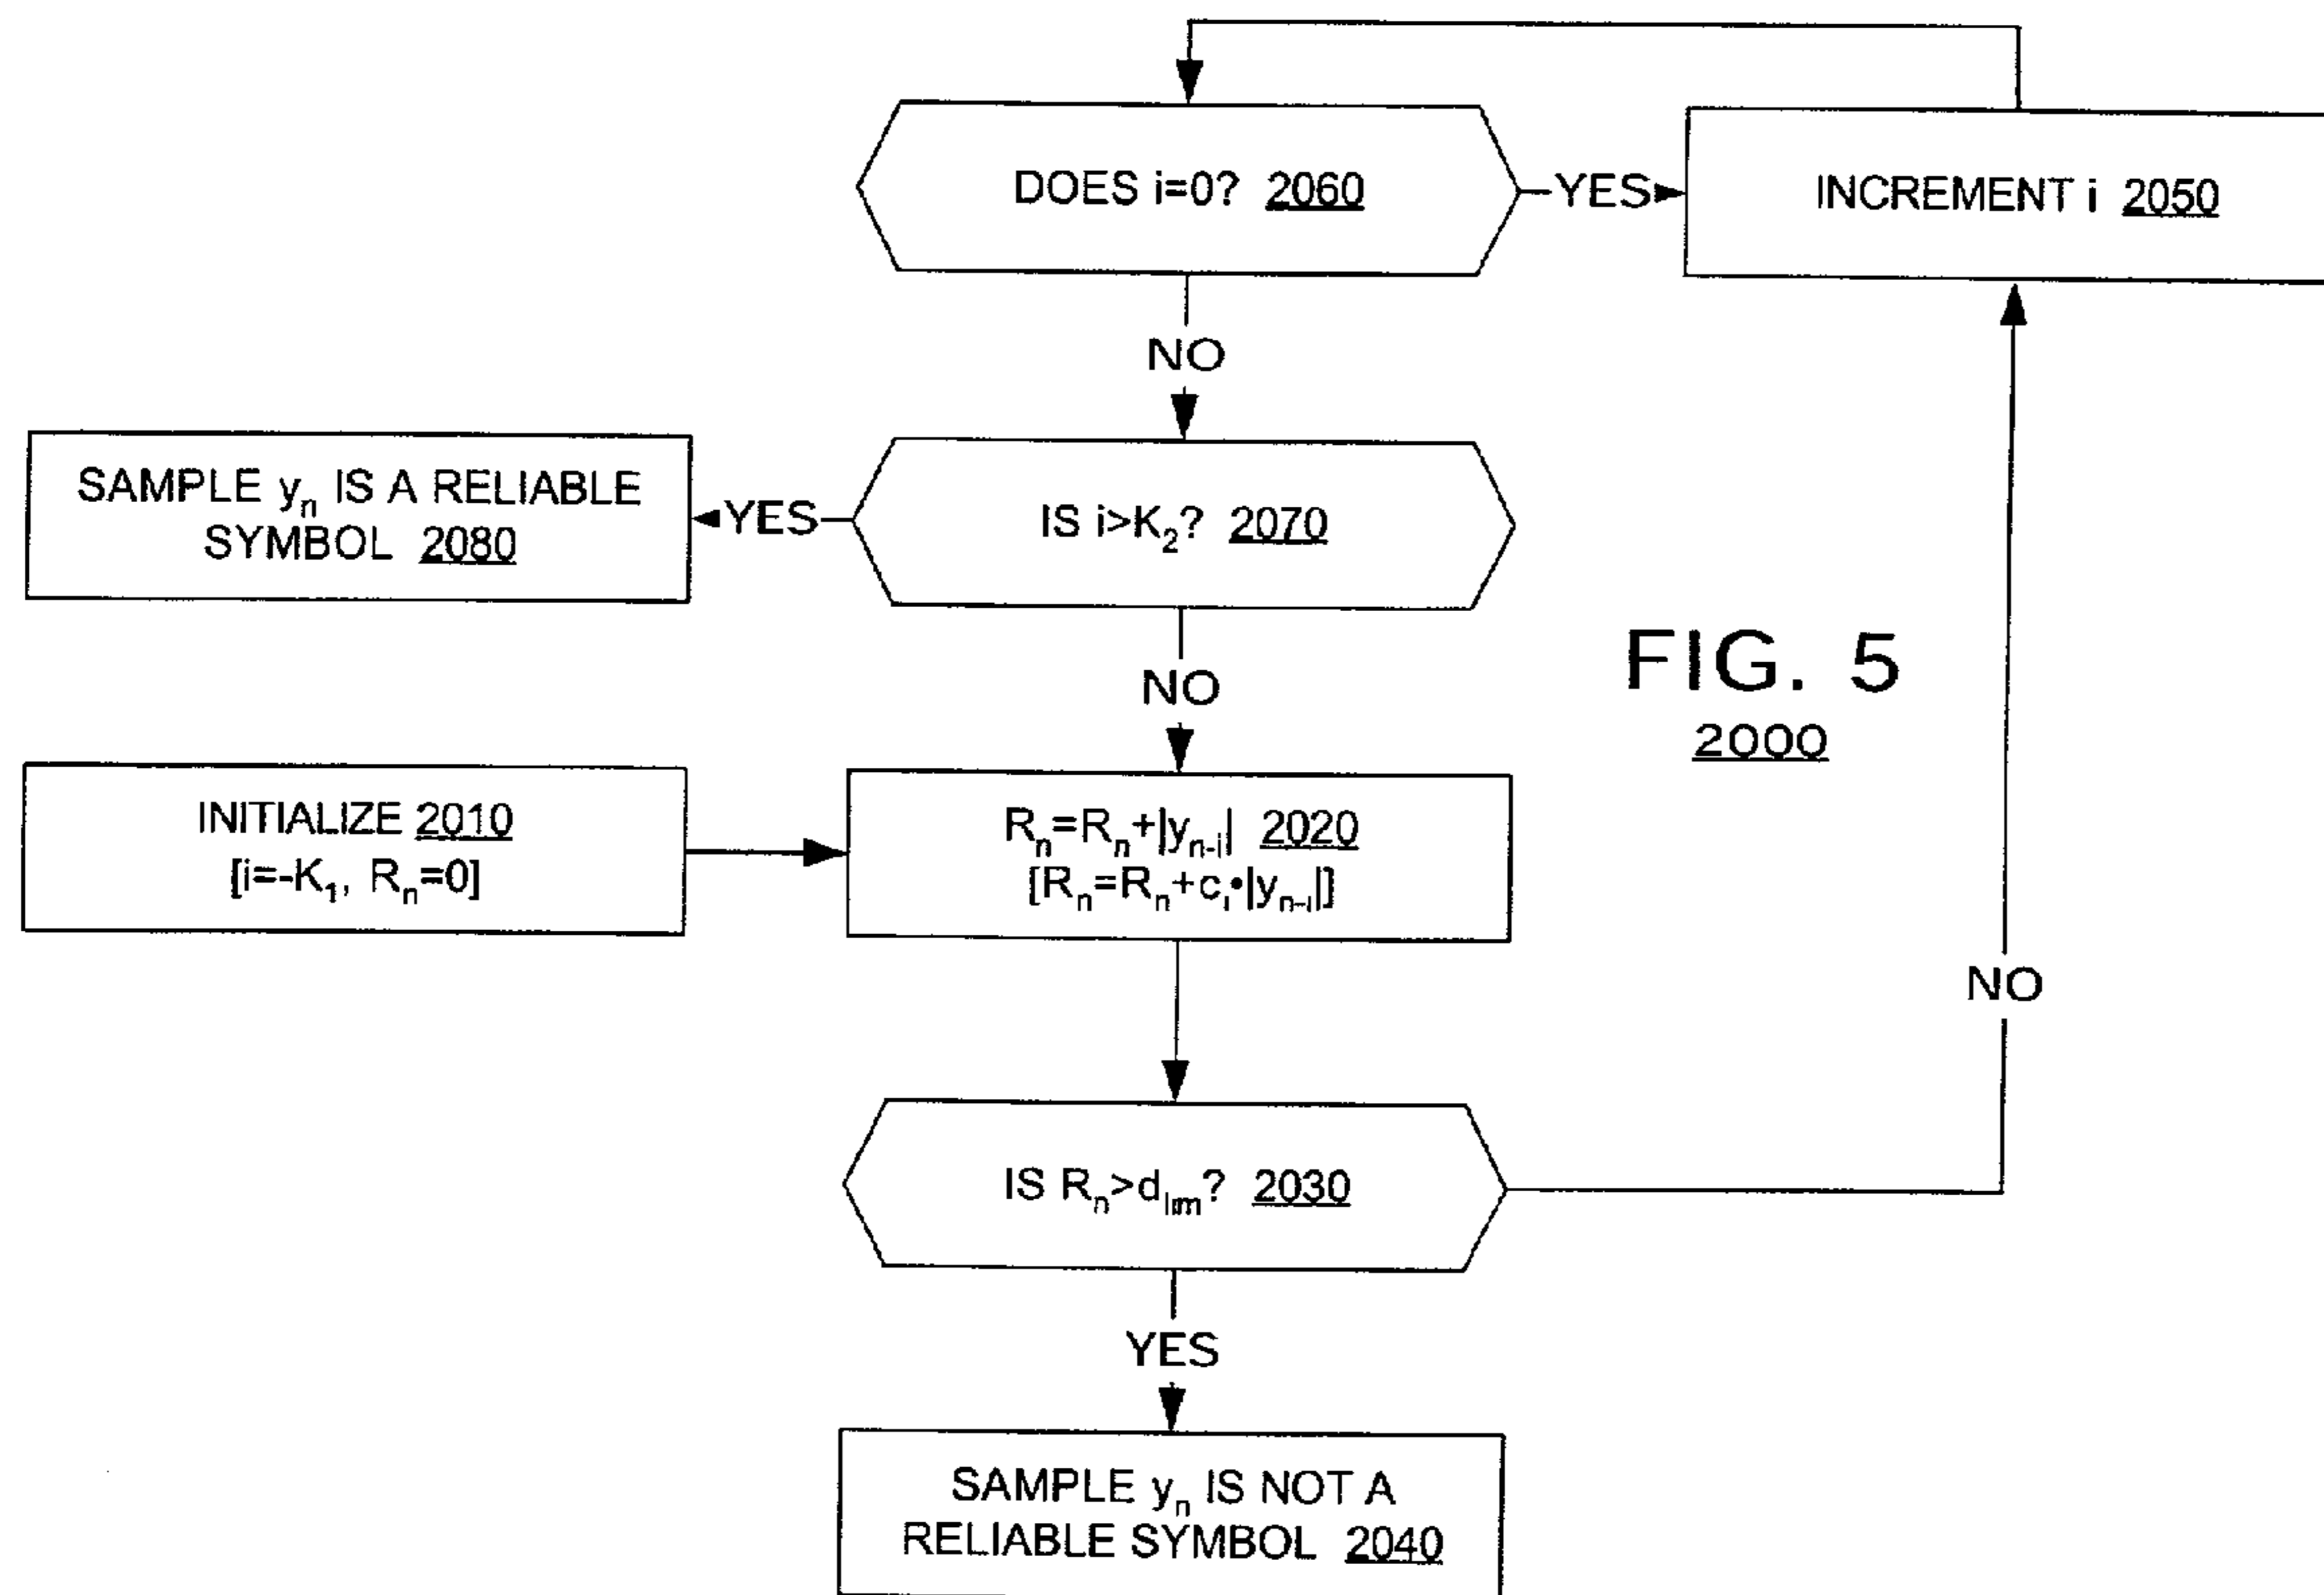 DOES i=0? 2060
YES
INCREMENT i 2050
NO
SAMPLE yn IS A RELIABLE
SYMBOL 2080
YES
IS i>K2? 2070
NO
FIG. 5
2000
INITIALIZE 2010
[i=-K1, Rn=0]
Rn=Rn+|yn-i| 2020
[Rn=Rn+ci•|yn-i|]
NO
IS Rn>dlim? 2030
YES
SAMPLE yn IS NOT A
RELIABLE SYMBOL 2040